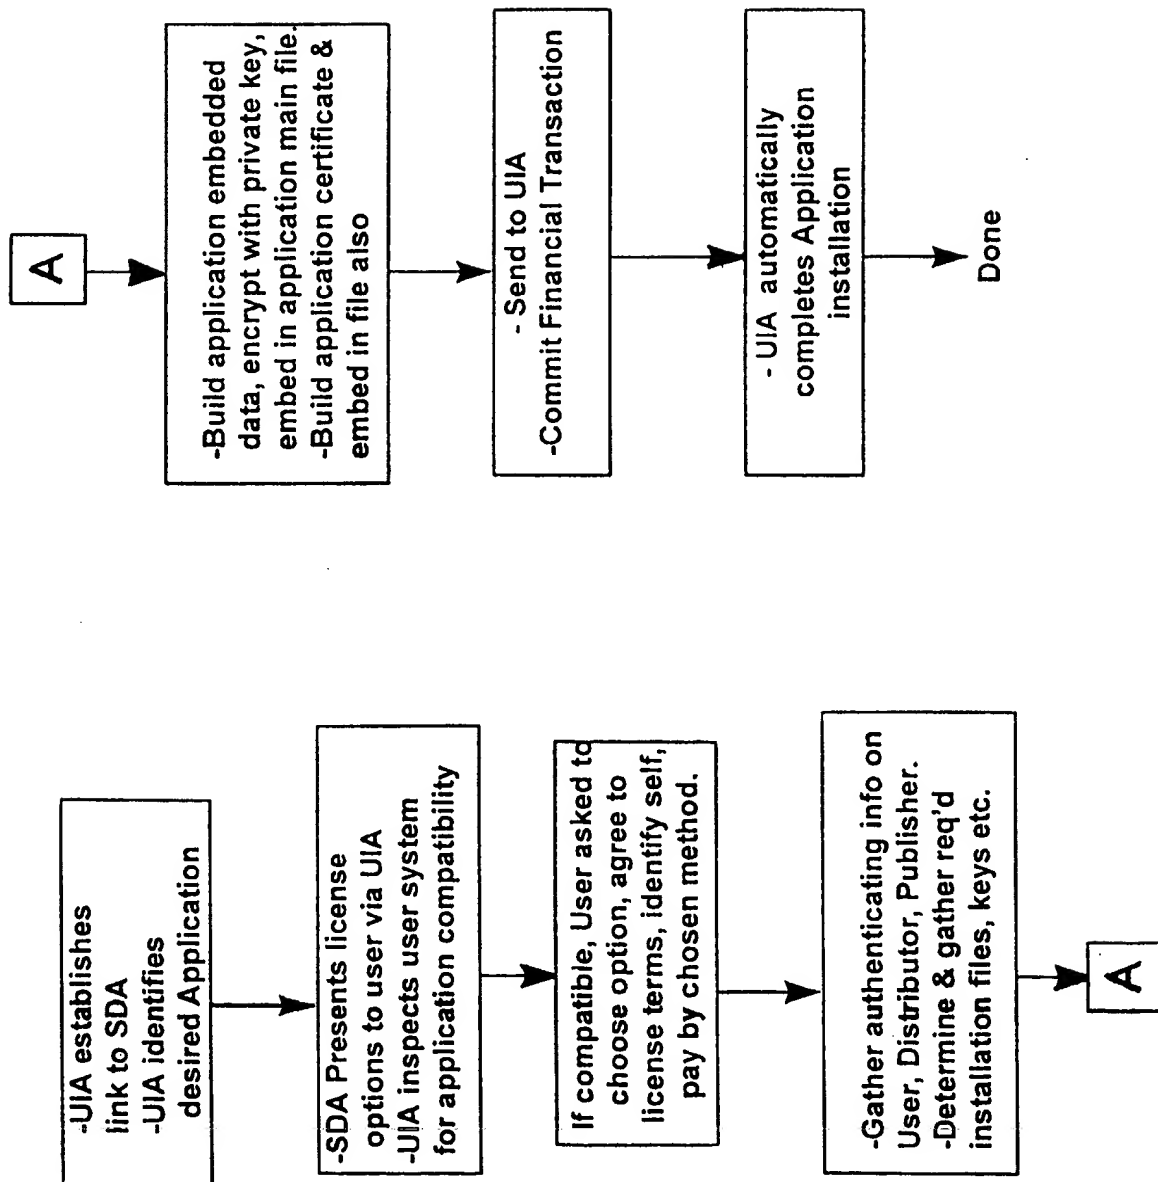 -UIA establishes
link to SDA
-UIA identifies
desired Application
-SDA Presents license
options to user via UIA
-UIA inspects user system
for application compatibility
If compatible, User asked to
choose option, agree to
license terms, identify self,
pay by chosen method.
-Gather authenticating info on
User, Distributor, Publisher.
-Determine & gather req'd
installation files, keys etc.
A
A
-Build application embedded
data, encrypt with private key,
embed in application main file.
-Build application certificate &
embed in file also
- Send to UIA
-Commit Financial Transaction
- UIA automatically
completes Application
installation
Done